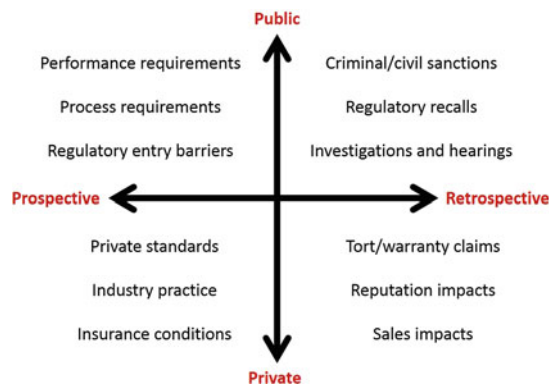 Public
Performance requirements
Criminal/civil sanctions
Process requirements
Regulatory recalls
Regulatory entry barriers
Investigations and hearings
Prospective
Retrospective
Private standards
Tort/warranty claims
Industry practice
Reputation impacts
Insurance conditions
Sales impacts
Private